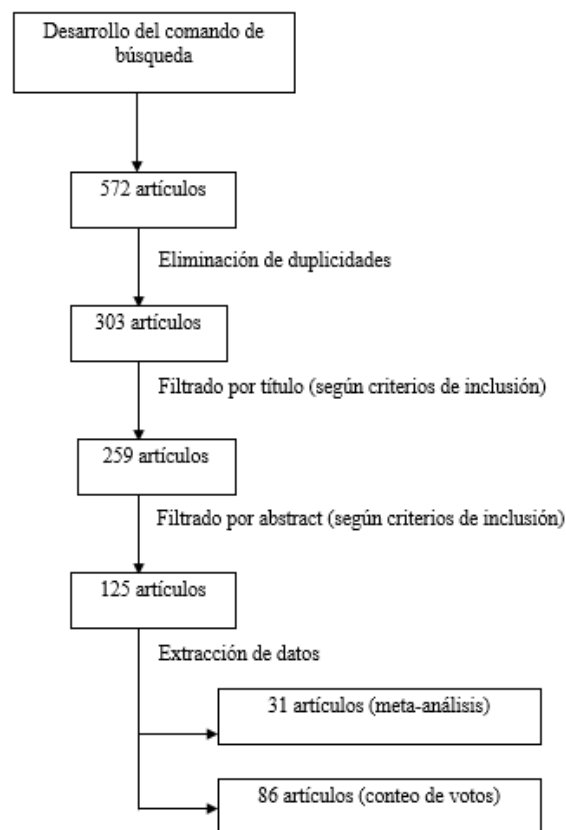 Desarrollo del comando de
búsqueda
572 artículos
Eliminación de duplicidades
303 artículos
Filtrado por título (según criterios de inclusión)
259 artículos
Filtrado por abstract (según criterios de inclusión)
125 artículos
Extracción de datos
31 artículos (meta-análisis)
86 artículos (conteo de votos)